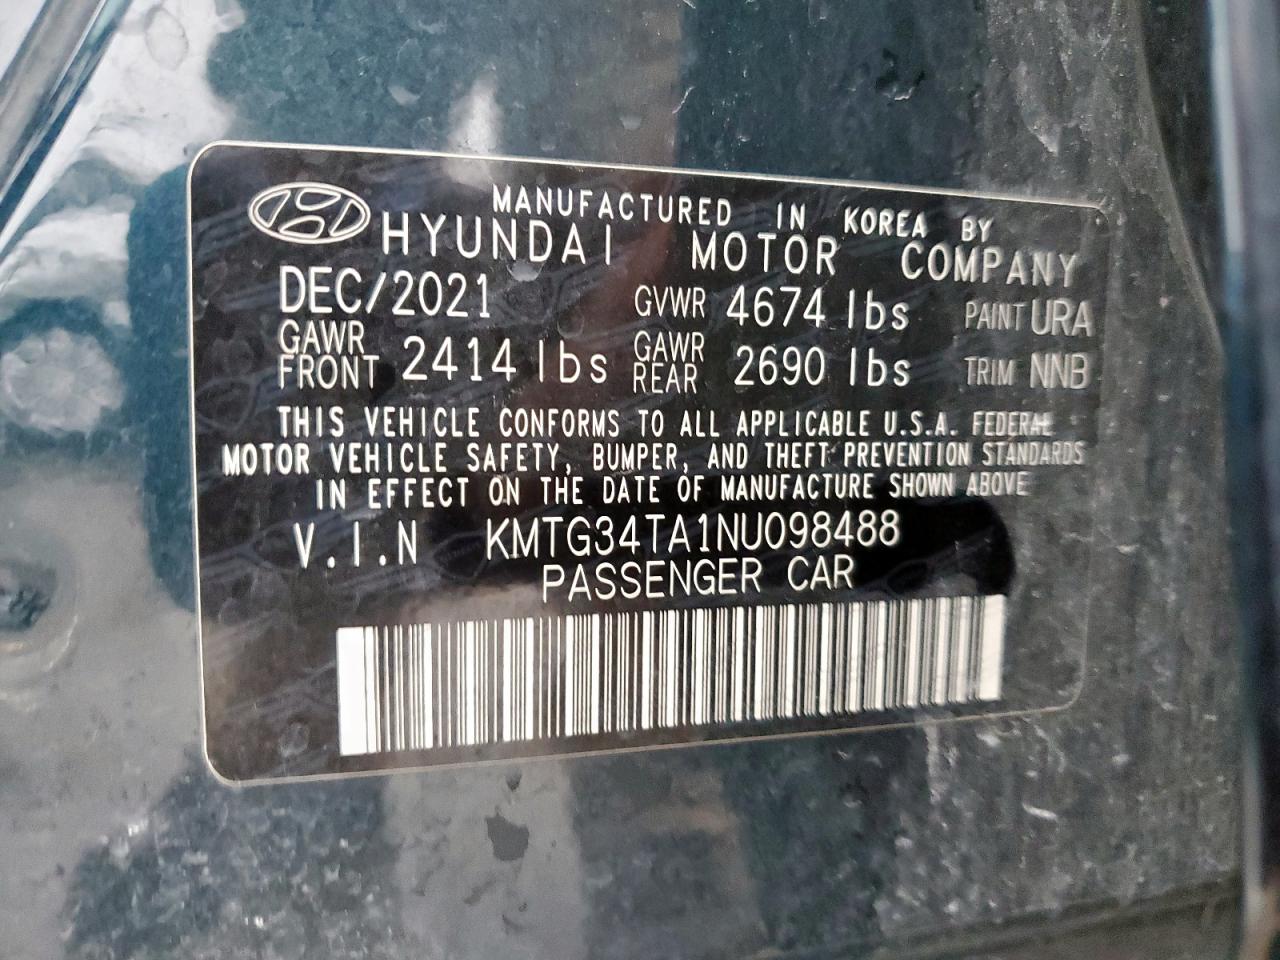 MANUFACTURED IN KOREA BY
HYUNDAI MOTOR COMPANY
DEC/2021 GVWR 4674 lbs PAINT URA
GAWR FRONT 2414 lbs GAWR REAR 2690 lbs TRIM NNB
THIS VEHICLE CONFORMS TO ALL APPLICABLE U.S.A. FEDERAL
MOTOR VEHICLE SAFETY, BUMPER, AND THEFT PREVENTION STANDARDS
IN EFFECT ON THE DATE OF MANUFACTURE SHOWN ABOVE
V.I.N KMTG34TA1NU098488
PASSENGER CAR